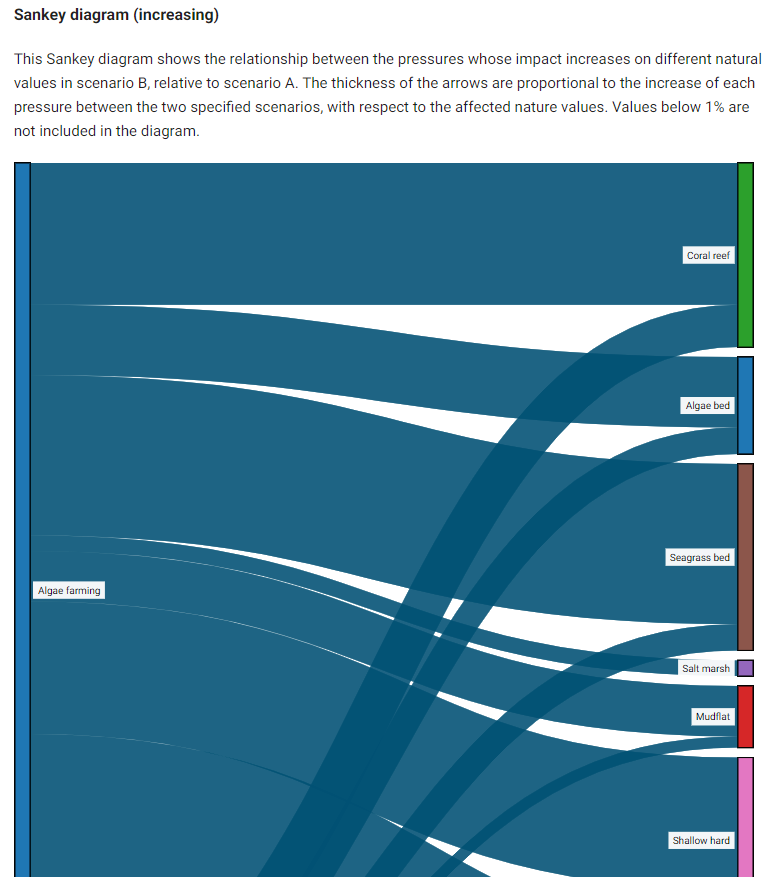 Sankey diagram (increasing)
This Sankey diagram shows the relationship between the pressures whose impact increases on different natural
values in scenario B, relative to scenario A. The thickness of the arrows are proportional to the increase of each
pressure between the two specified scenarios, with respect to the affected nature values. Values below 1% are
not included in the diagram.
Coral reef
Algae bed
Seagrass bed
Algae farming
Salt marsh
Mudflat
Shallow hard